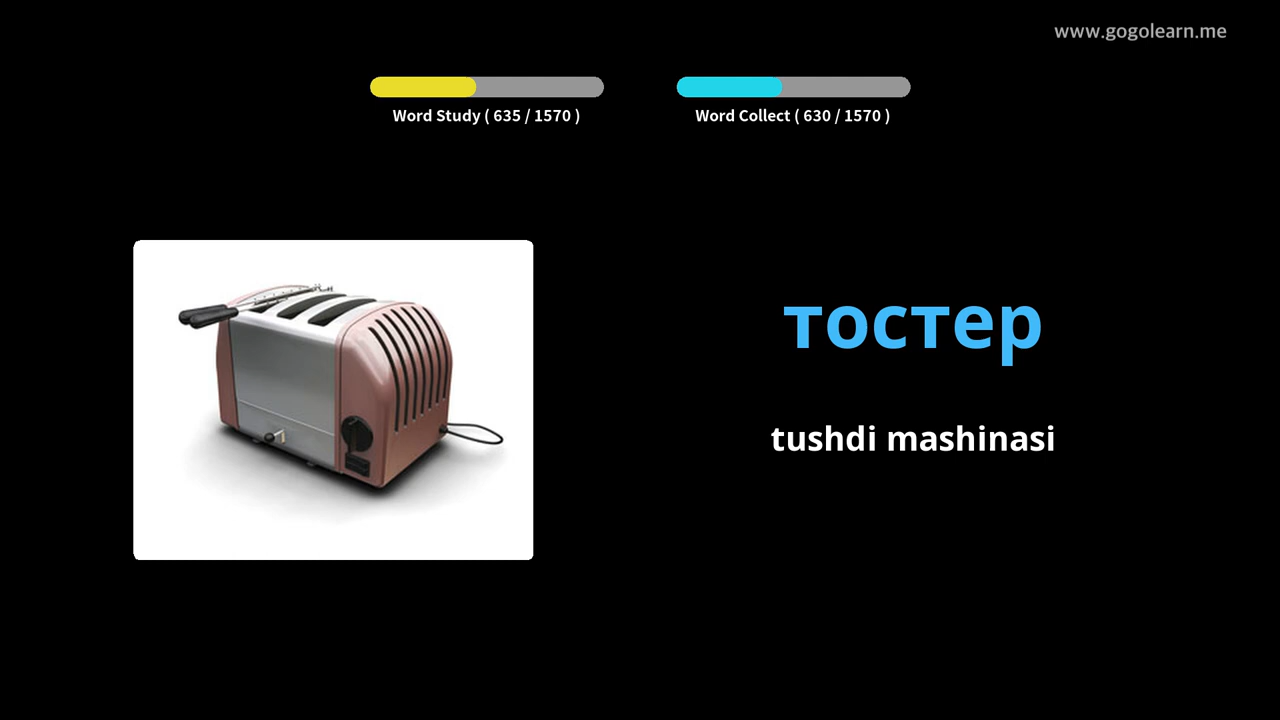 www.gogolearn.me
Word Study ( 635 / 1570 )
Word Collect ( 630 / 1570 )
тостер
tushdi mashinasi